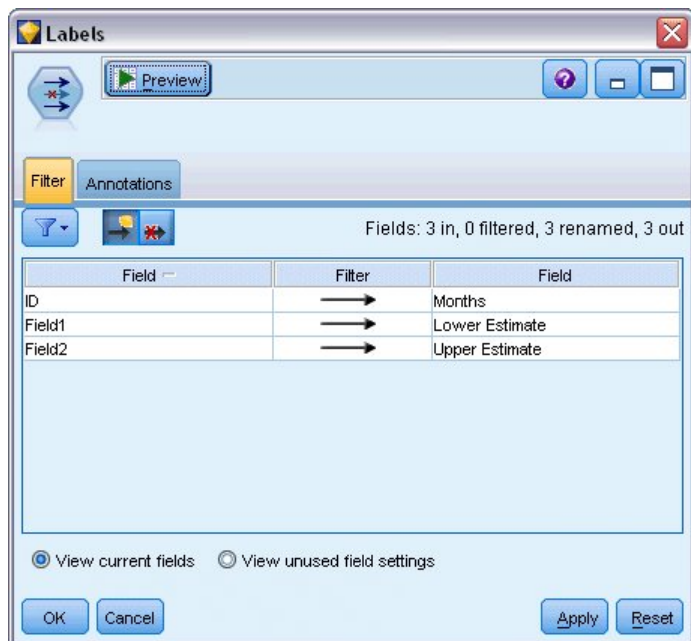 Labels
Preview
Filter Annotations
Fields: 3 in, 0 filtered, 3 renamed, 3 out
Field Filter Field
ID Months
Field1 Lower Estimate
Field2 Upper Estimate
View current fields View unused field settings
OK Cancel Apply Reset